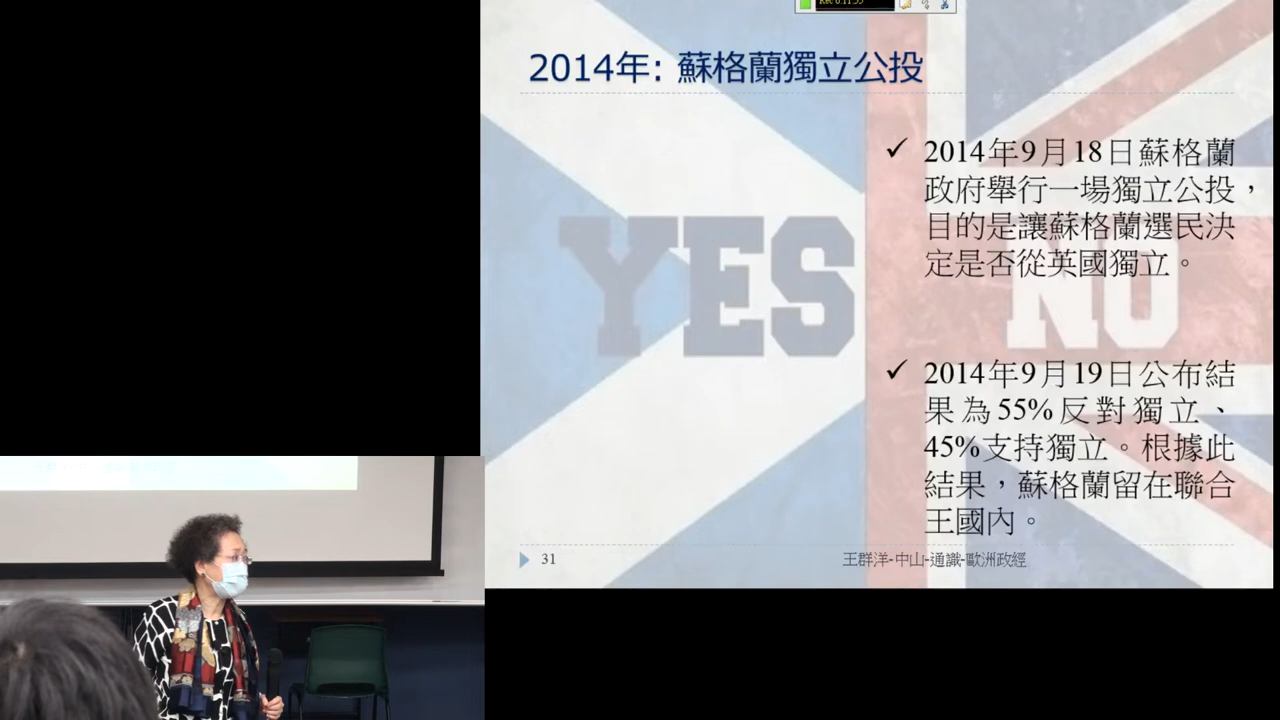 2014年: 蘇格蘭獨立公投
YES
NO
2014年9月18日蘇格蘭
政府舉行一場獨立公投，
目的是讓蘇格蘭選民決
定是否從英國獨立。
2014年9月19日公布結
果為55%反對獨立、
45%支持獨立。根據此
結果，蘇格蘭留在聯合
王國內。
31
王群洋-中山-通識-歐洲政經